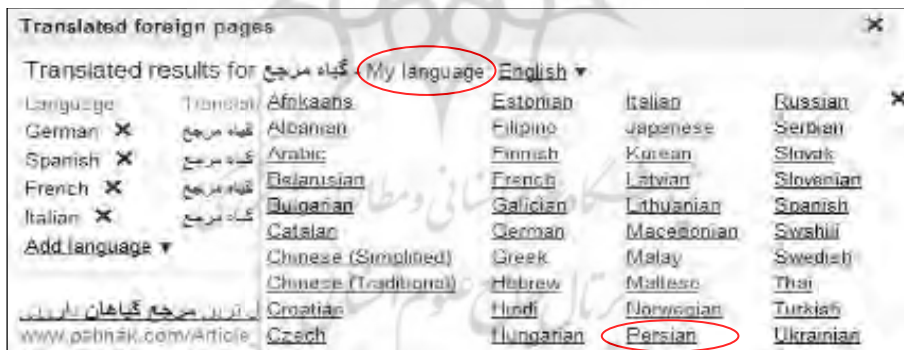 Translated foreign pages
Translated results for گیاه مرجع، My language English ▼
Language Translat Afrikaans Estonian Italian Russian
German ✕ گیاه مرجع Albanian Filipino Japanese Serbian
Spanish ✕ گیاه مرجع Arabic Finnish Korean Slovak
French ✕ گیاه مرجع Belarusian French Latvian Slovenian
Italian ✕ گیاه مرجع Bulgarian Galician Lithuanian Spanish
Add language ▼ Catalan German Macedonian Swahili
Chinese (Simplified) Greek Malay Swedish
Chinese (Traditional) Hebrew Maltese Thai
مرجع گیاهان Croatian Hindi Norwegian Turkish
www.pabnak.com/Article Czech Hungarian Persian Ukrainian